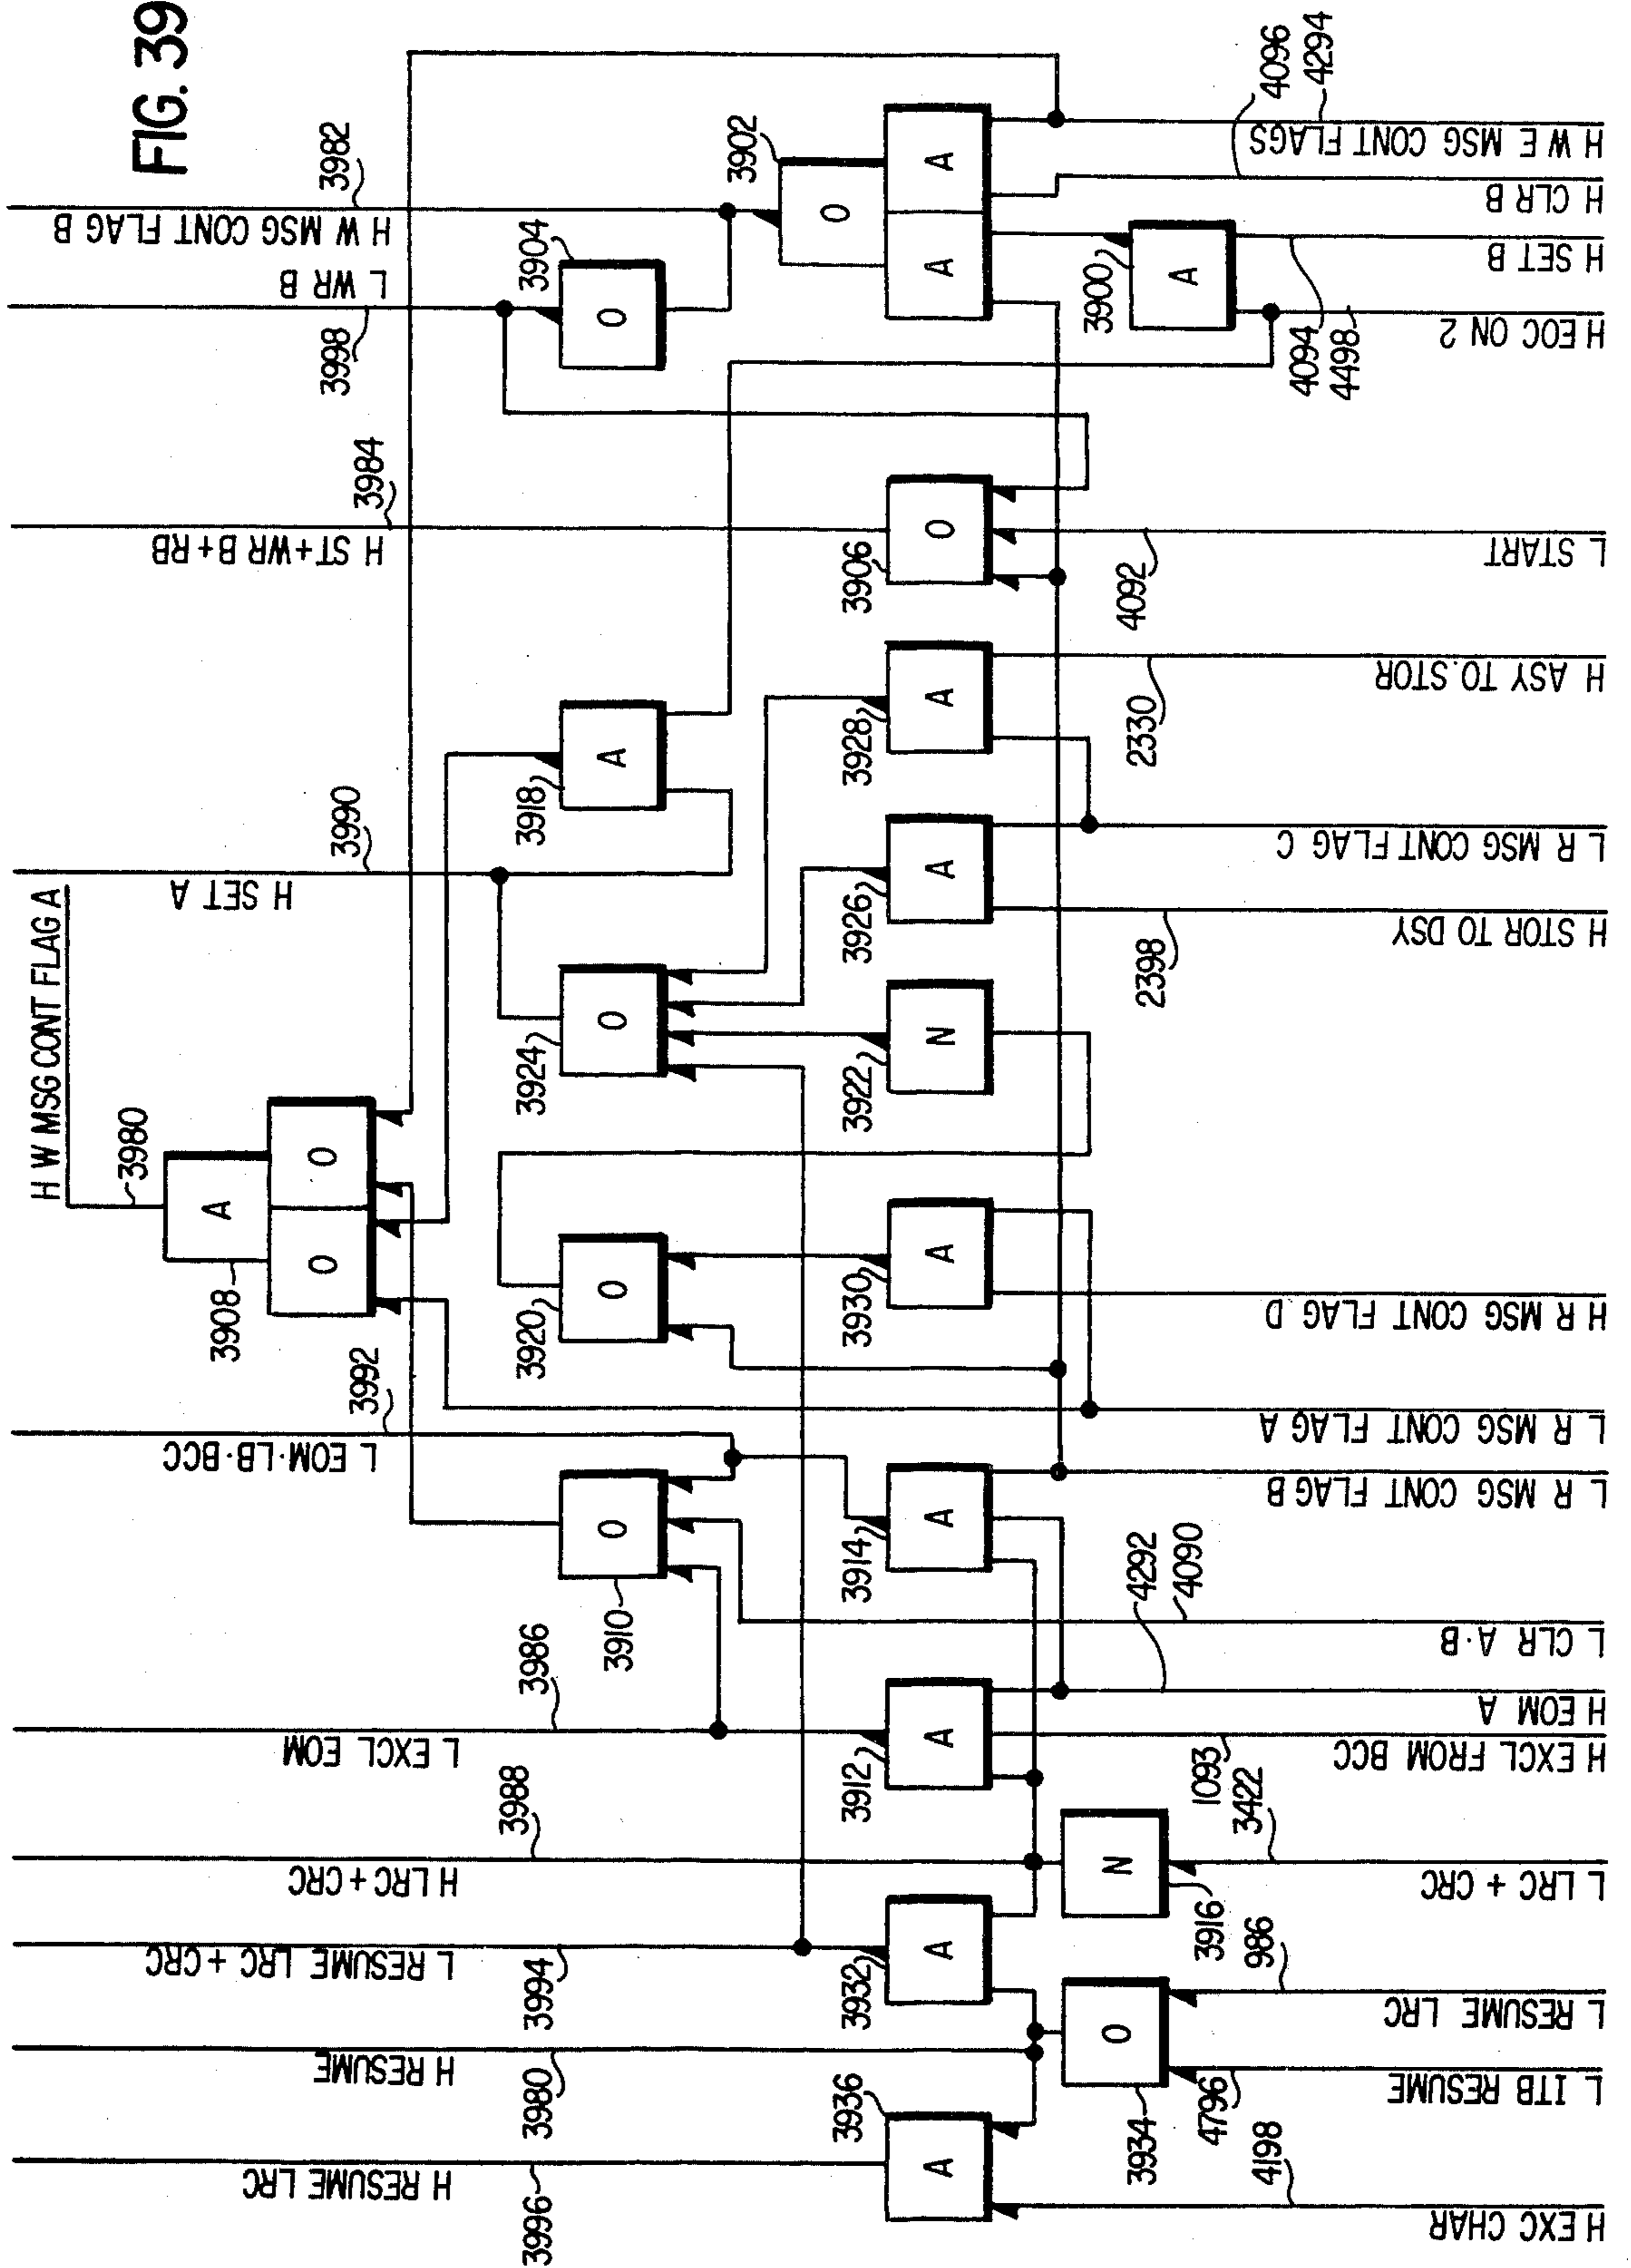 FIG. 39
H W MSG CONT FLAG A
3980
H RESUME LRC
3996
H RESUME
3980
L RESUME LRC + CRC
3994
H LRC + CRC
3988
L EXCL EOM
3986
L EOM·LB·BCC
3992
H SET A
3990
H ST+WR B+RB
3984
L WR B
3998
H W MSG CONT FLAG B
3982
A
O
O
3908
O
3910
O
3920
O
3924
A
3918
O
3904
O
A
A
3902
A
3936
A
3932
A
3912
A
3914
A
3930
N
3922
A
3926
A
3928
O
3906
A
3900
O
3934
N
3916
H EXC CHAR
4198
L ITB RESUME
4796
L RESUME LRC
986
L LRC + CRC
3422
H EXCL FROM BCC
1093
H EOM A
4292
L CLR A·B
4090
L R MSG CONT FLAG B
L R MSG CONT FLAG A
H R MSG CONT FLAG D
H STOR TO DSY
2398
L R MSG CONT FLAG C
H ASY TO STOR
2330
L START
4092
H EOC ON 2
4498
H SET B
4094
H CLR B
4096
H W E MSG CONT FLAGS
4294